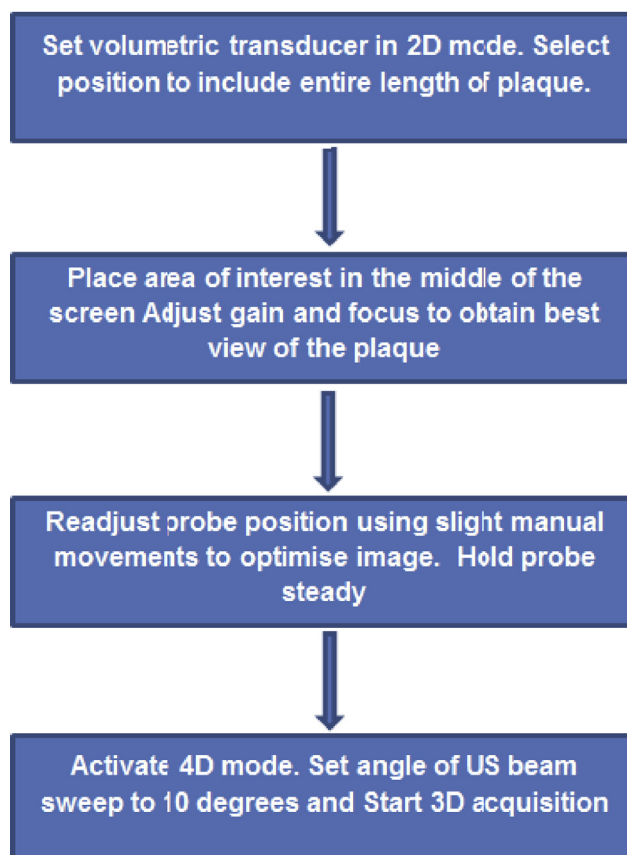 Set volumetric transducer in 2D mode. Select
position to include entire length of plaque.
Place area of interest in the middle of the
screen Adjust gain and focus to obtain best
view of the plaque
Readjust probe position using slight manual
movements to optimise image. Hold probe
steady
Activate 4D mode. Set angle of US beam
sweep to 10 degrees and Start 3D acquisition